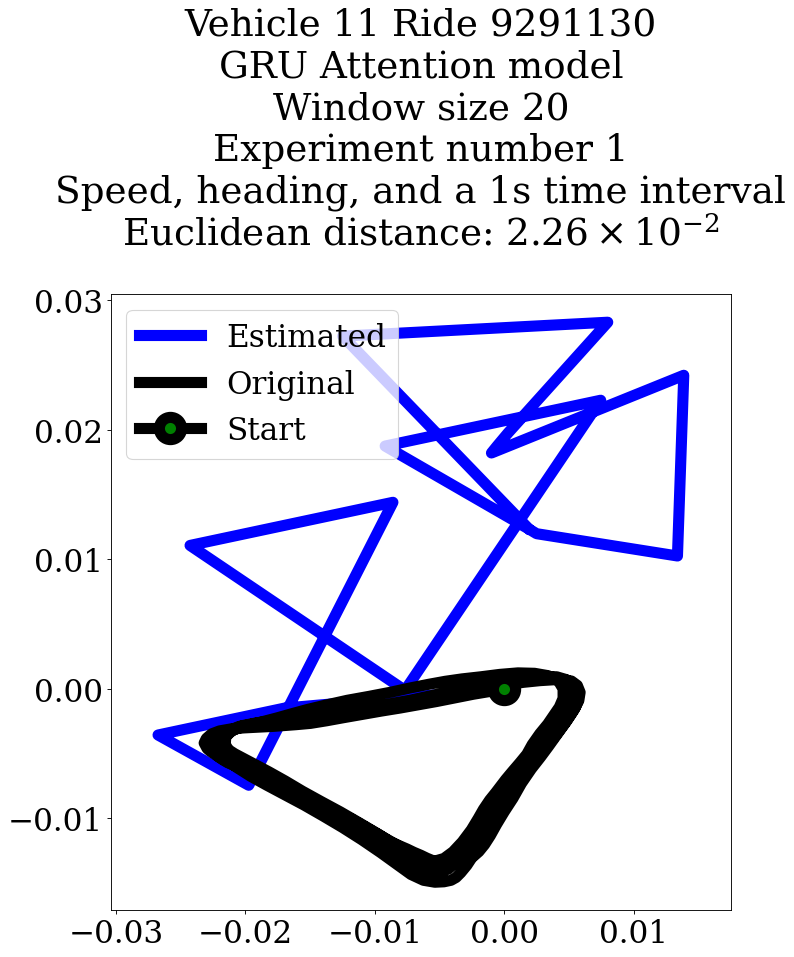 Vehicle 11 Ride 9291130
GRU Attention model
Window size 20
Experiment number 1
Speed, heading, and a 1s time interval
Euclidean distance: 2.26 × 10⁻²
0.03
0.02
0.01
0.00
−0.01
Estimated
Original
Start
−0.03
−0.02
−0.01
0.00
0.01